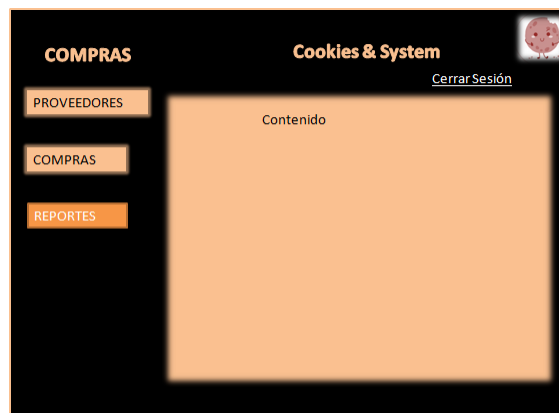 COMPRAS
Cookies & System
Cerrar Sesión
PROVEEDORES
Contenido
COMPRAS
REPORTES